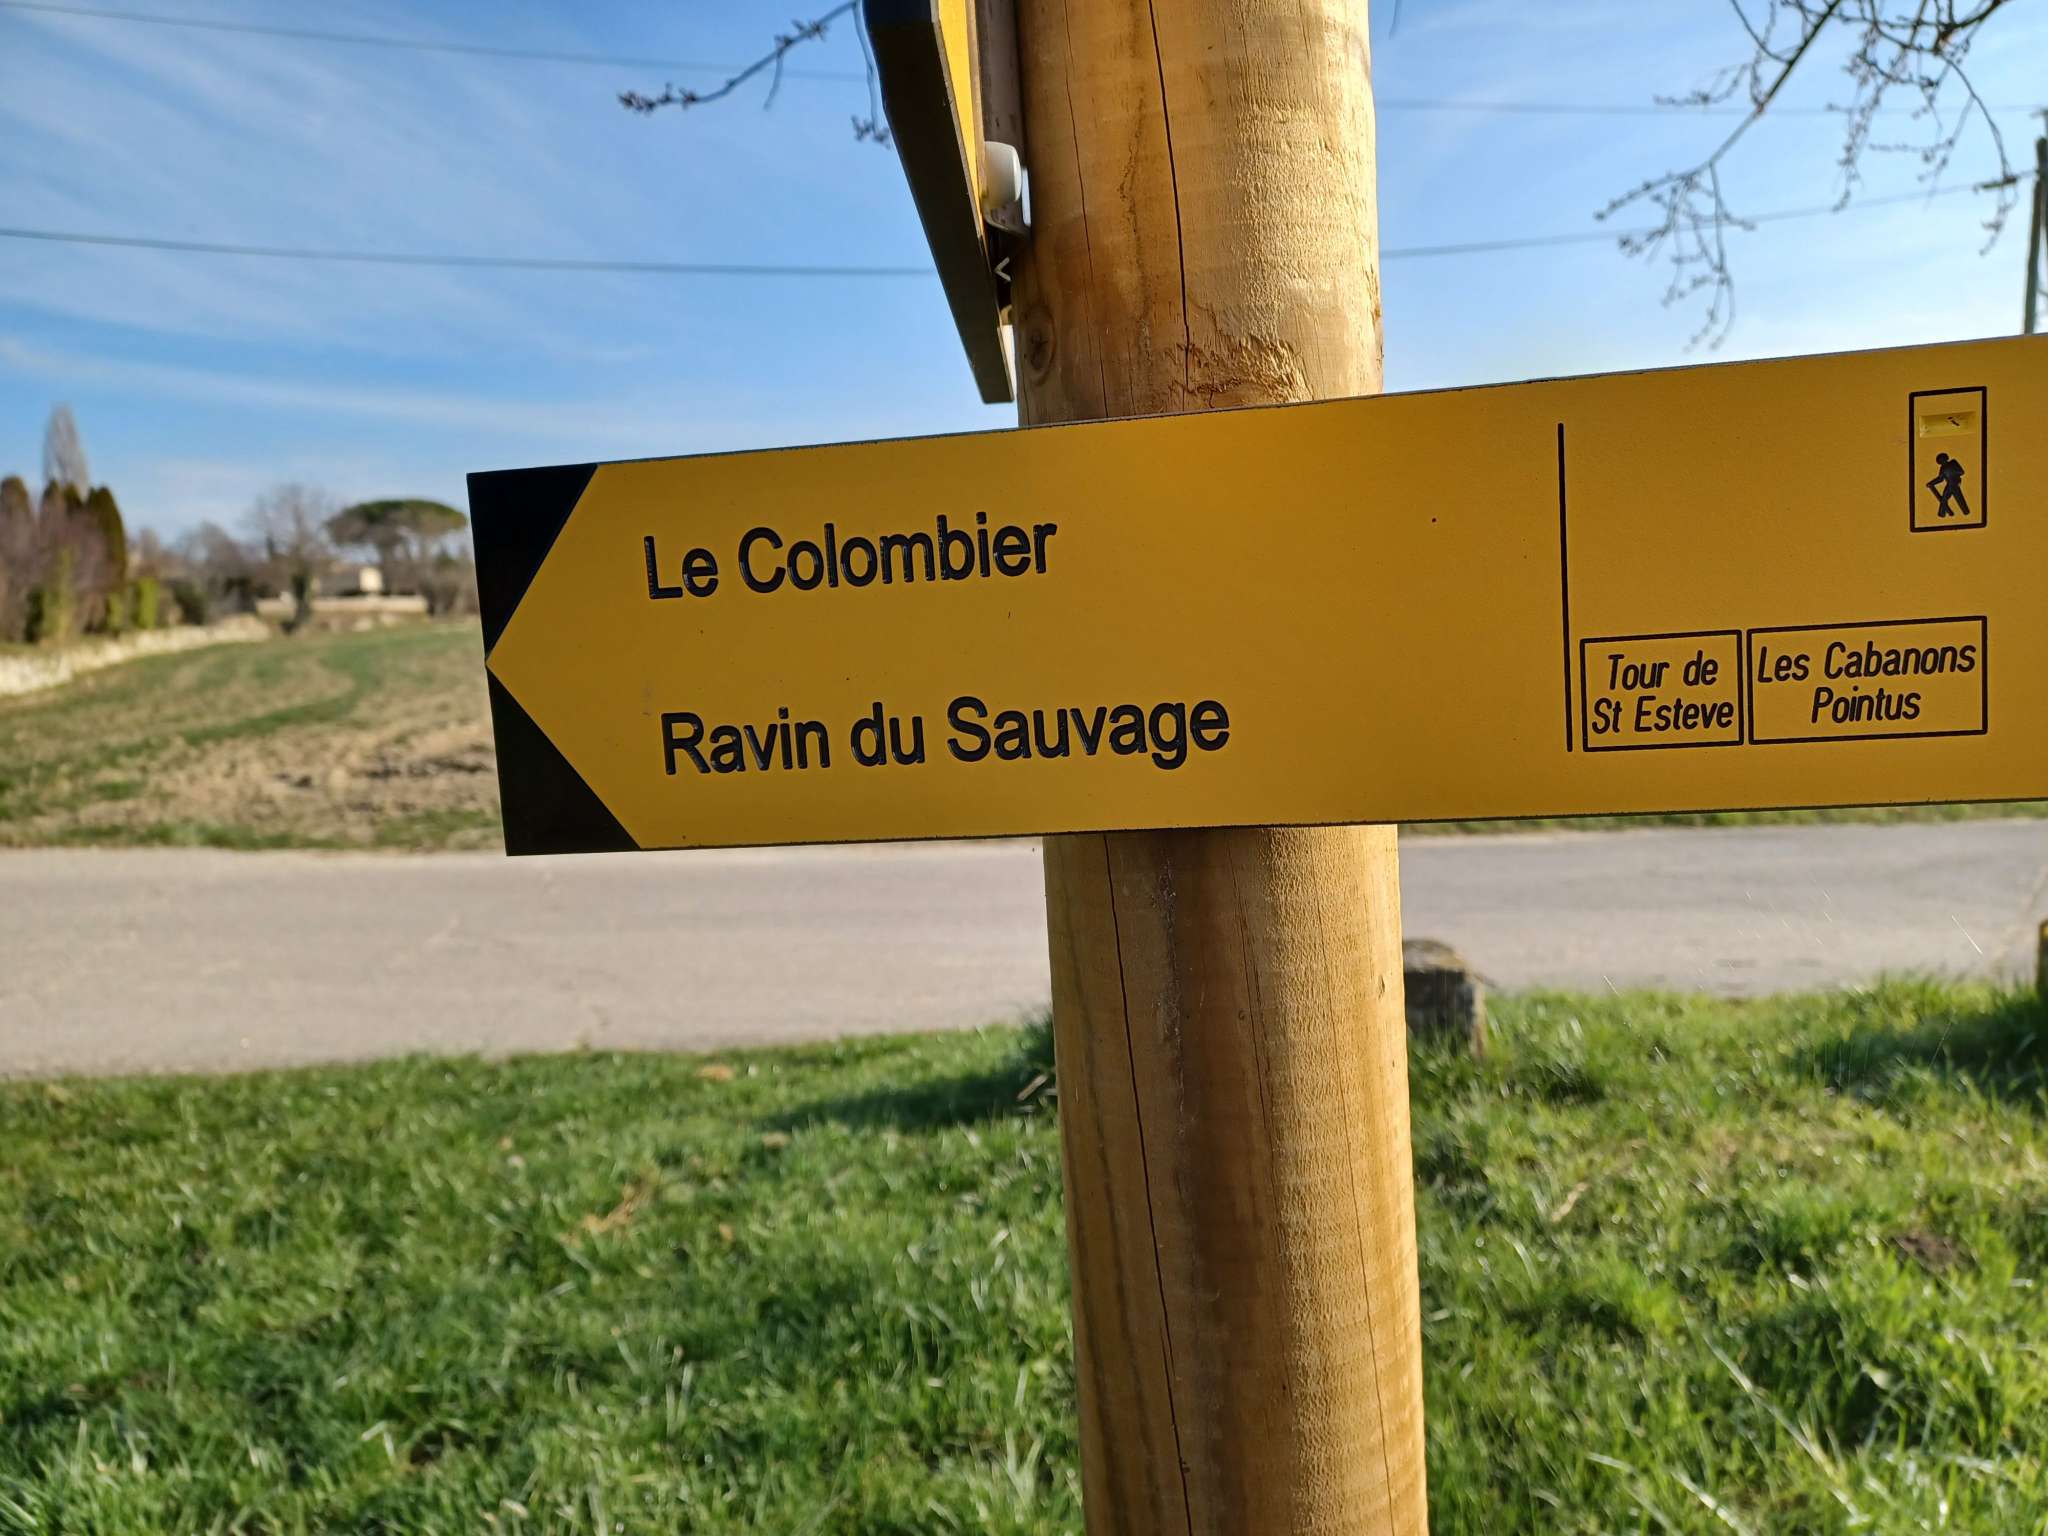 Le Colombier
Ravin du Sauvage
Tour de
St Esteve
Les Cabanons
Pointus